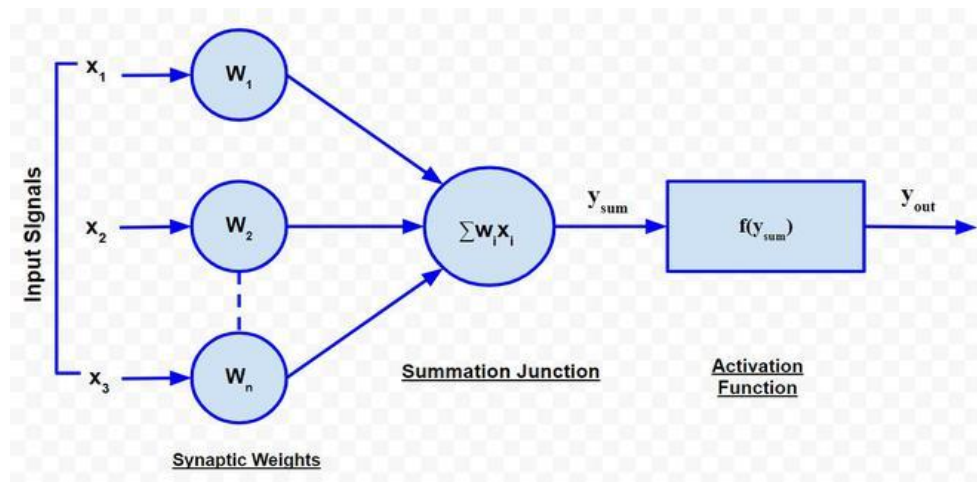 x1
W1
Input Signals
x2
W2
∑wixi
ysum
f(ysum)
yout
x3
Wn
Summation Junction
Activation
Function
Synaptic Weights